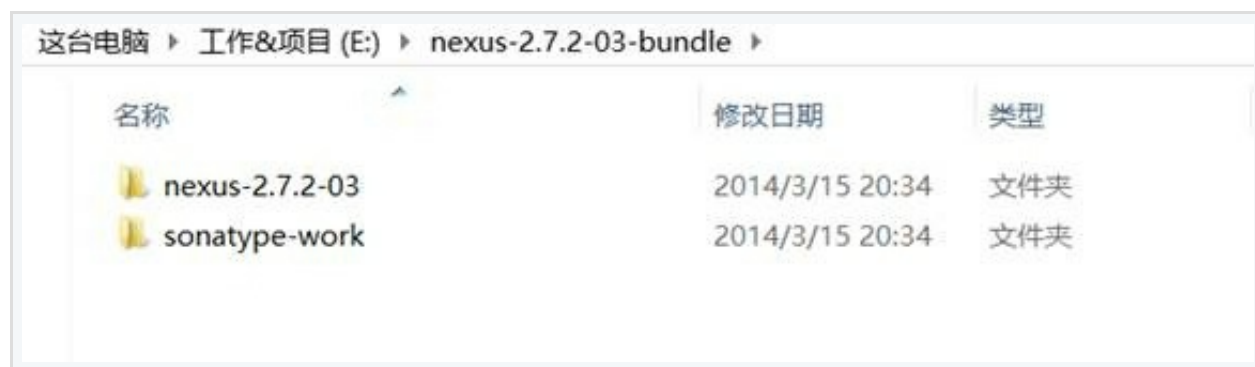 这台电脑 ▸ 工作&项目 (E:) ▸ nexus-2.7.2-03-bundle ▸
名称 修改日期 类型
nexus-2.7.2-03 2014/3/15 20:34 文件夹
sonatype-work 2014/3/15 20:34 文件夹